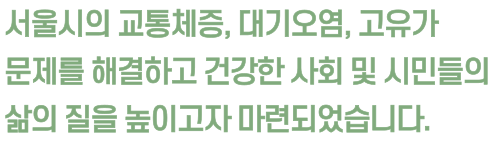 서울시의 교통체증, 대기오염, 고유가
문제를 해결하고 건강한 사회 및 시민들의
삶의 질을 높이고자 마련되었습니다.